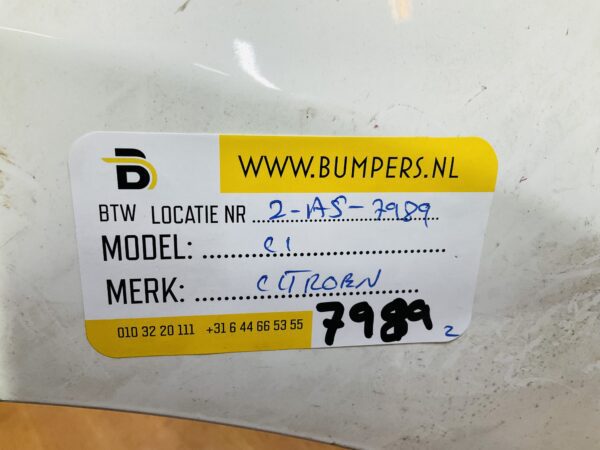 WWW.BUMPERS.NL
BTW LOCATIE NR 2-AS-7989
MODEL: C1
MERK: CITROEN
010 32 20 111 +31 6 44 66 53 55 7989 2